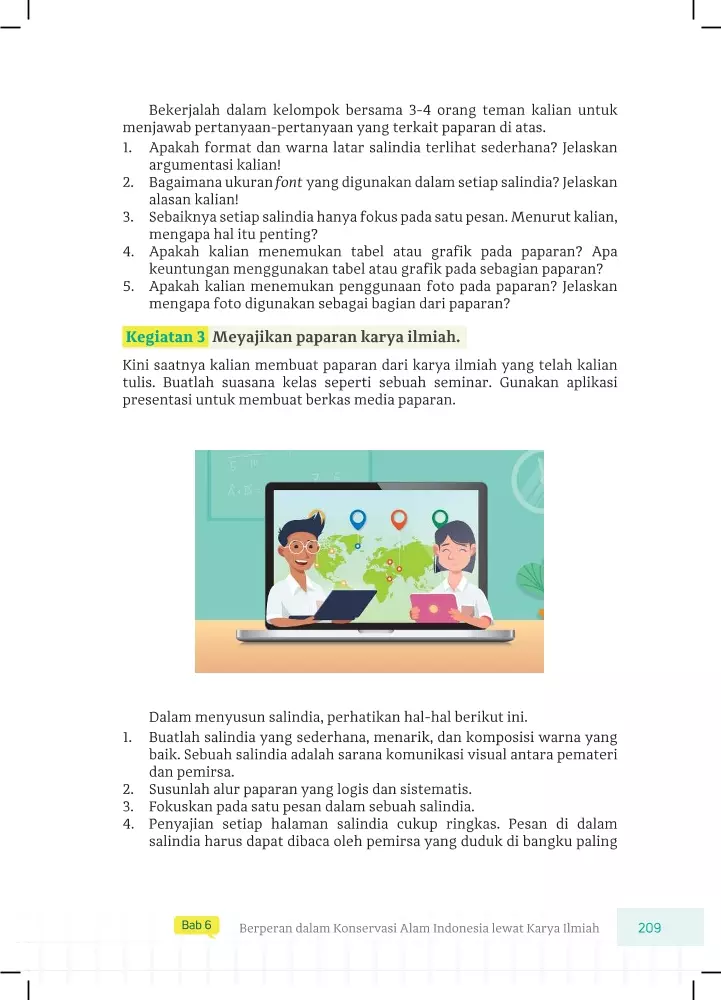 Bekerjalah dalam kelompok bersama 3-4 orang teman kalian untuk
menjawab pertanyaan-pertanyaan yang terkait paparan di atas.
1. Apakah format dan warna latar salindia terlihat sederhana? Jelaskan
argumentasi kalian!
2. Bagaimana ukuran font yang digunakan dalam setiap salindia? Jelaskan
alasan kalian!
3. Sebaiknya setiap salindia hanya fokus pada satu pesan. Menurut kalian,
mengapa hal itu penting?
4. Apakah kalian menemukan tabel atau grafik pada paparan? Apa
keuntungan menggunakan tabel atau grafik pada sebagian paparan?
5. Apakah kalian menemukan penggunaan foto pada paparan? Jelaskan
mengapa foto digunakan sebagai bagian dari paparan?
Kegiatan 3 Meyajikan paparan karya ilmiah.
Kini saatnya kalian membuat paparan dari karya ilmiah yang telah kalian
tulis. Buatlah suasana kelas seperti sebuah seminar. Gunakan aplikasi
presentasi untuk membuat berkas media paparan.
Dalam menyusun salindia, perhatikan hal-hal berikut ini.
1. Buatlah salindia yang sederhana, menarik, dan komposisi warna yang
baik. Sebuah salindia adalah sarana komunikasi visual antara pemateri
dan pemirsa.
2. Susunlah alur paparan yang logis dan sistematis.
3. Fokuskan pada satu pesan dalam sebuah salindia.
4. Penyajian setiap halaman salindia cukup ringkas. Pesan di dalam
salindia harus dapat dibaca oleh pemirsa yang duduk di bangku paling
Bab 6 Berperan dalam Konservasi Alam Indonesia lewat Karya Ilmiah 209